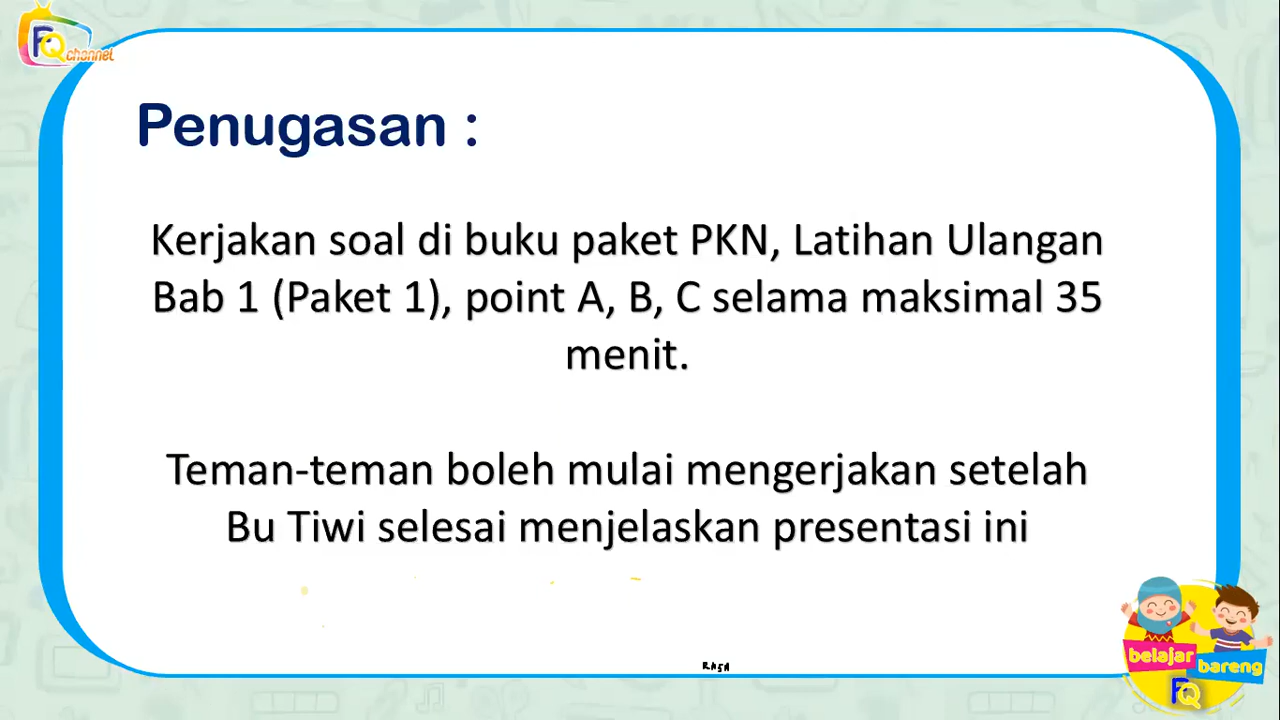 FQ channel
Penugasan :
Kerjakan soal di buku paket PKN, Latihan Ulangan
Bab 1 (Paket 1), point A, B, C selama maksimal 35
menit.
Teman-teman boleh mulai mengerjakan setelah
Bu Tiwi selesai menjelaskan presentasi ini
belajar
bareng
FQ